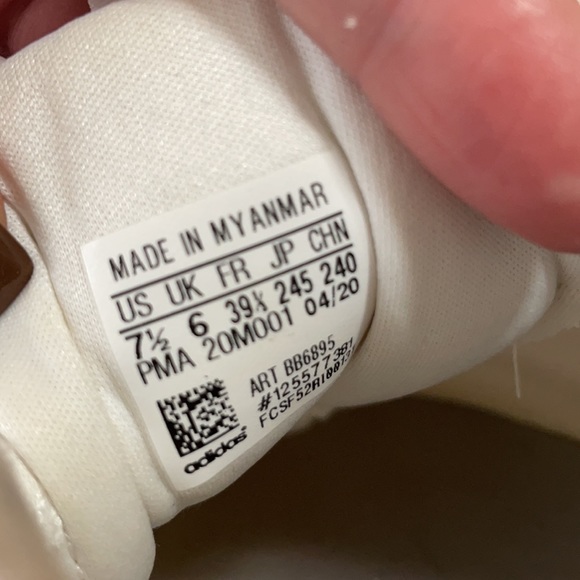 MADE IN MYANMAR
US UK FR JP CHN
7½ 6 39⅓ 245 240
PMA 20M001 04/20
ART BB6895
#125577381
adidas